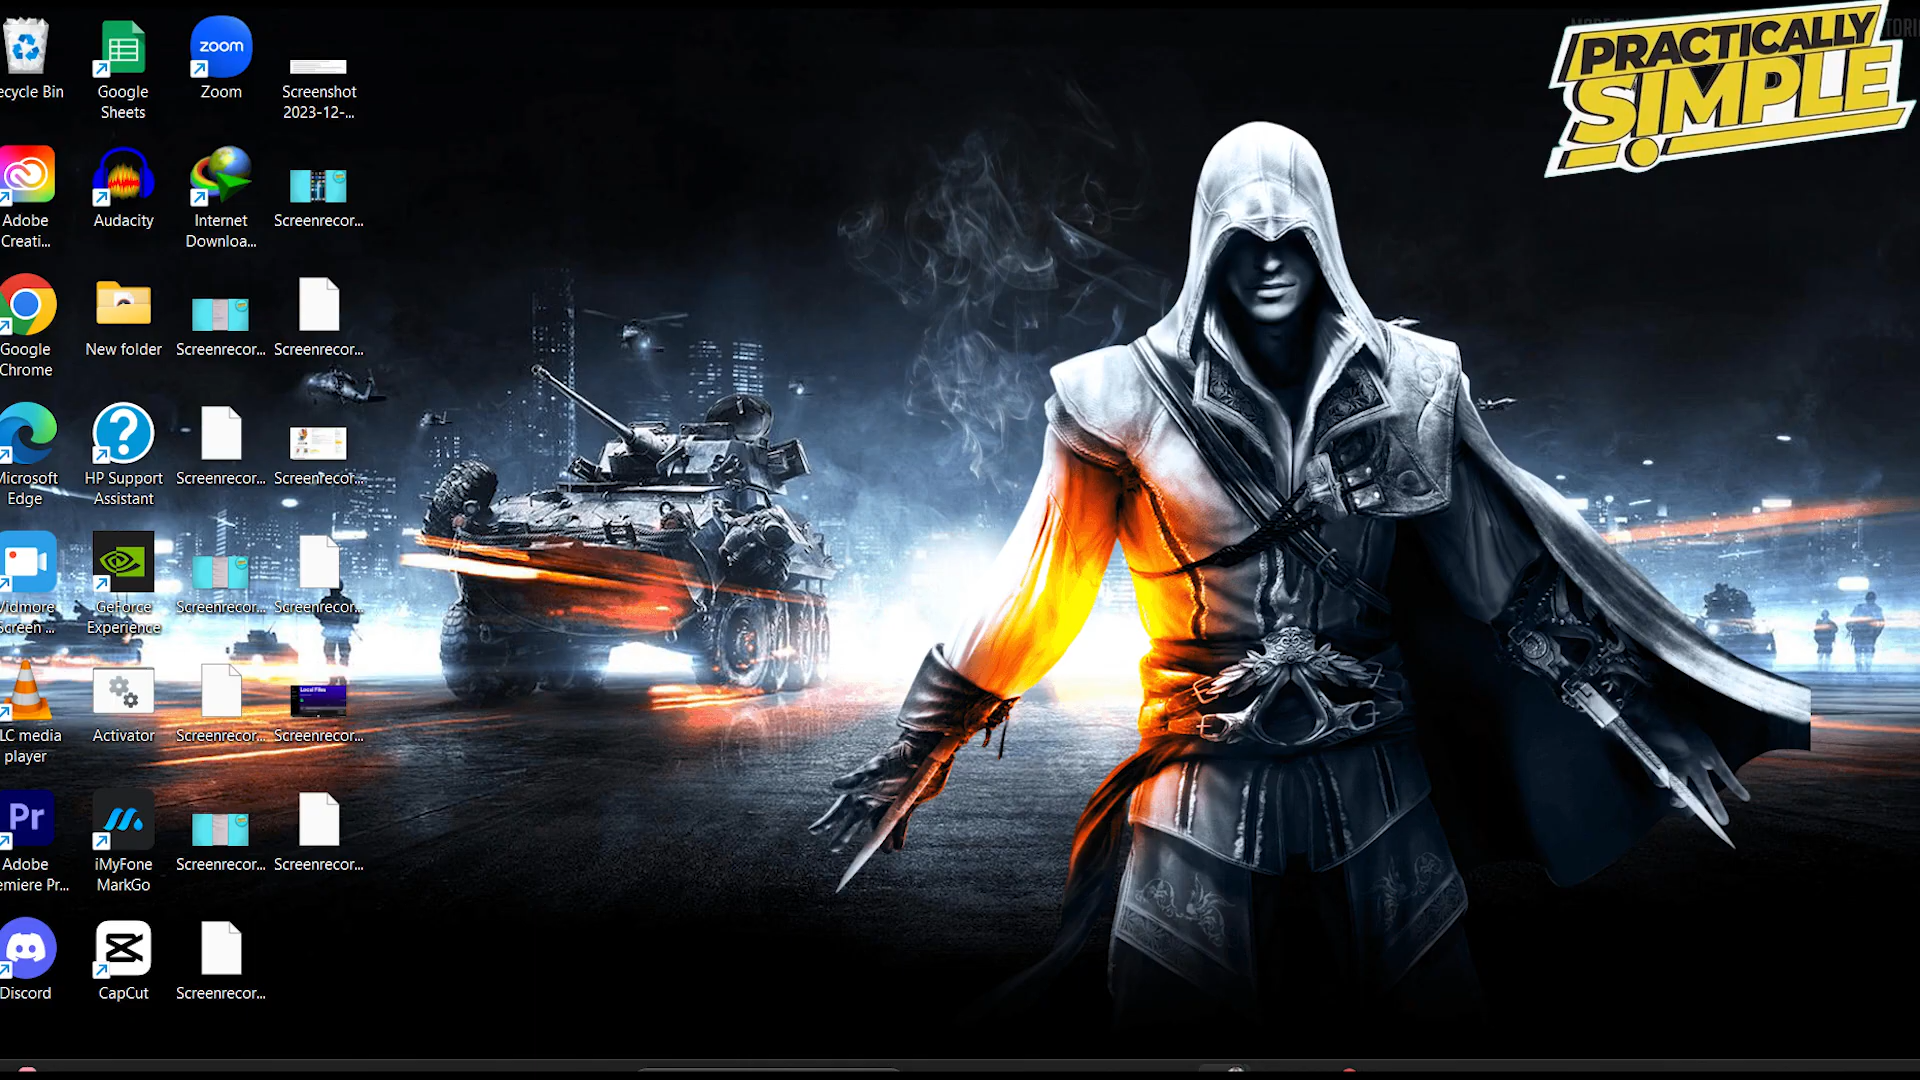 PRACTICALLY
SIMPLE
ecycle Bin
Google
Sheets
Zoom
zoom
Screenshot
2023-12-...
Adobe
Creati...
Audacity
Internet
Downloa...
Screenrecor...
Google
Chrome
New folder
Screenrecor...
Screenrecor...
Microsoft
Edge
HP Support
Assistant
Screenrecor...
Screenrecor...
Vidmore
Screen ...
GeForce
Experience
Screenrecor...
Screenrecor...
LC media
player
Activator
Screenrecor...
Local Files
Screenrecor...
Pr
Adobe
emiere Pr...
iMyFone
MarkGo
Screenrecor...
Screenrecor...
Discord
CapCut
Screenrecor...